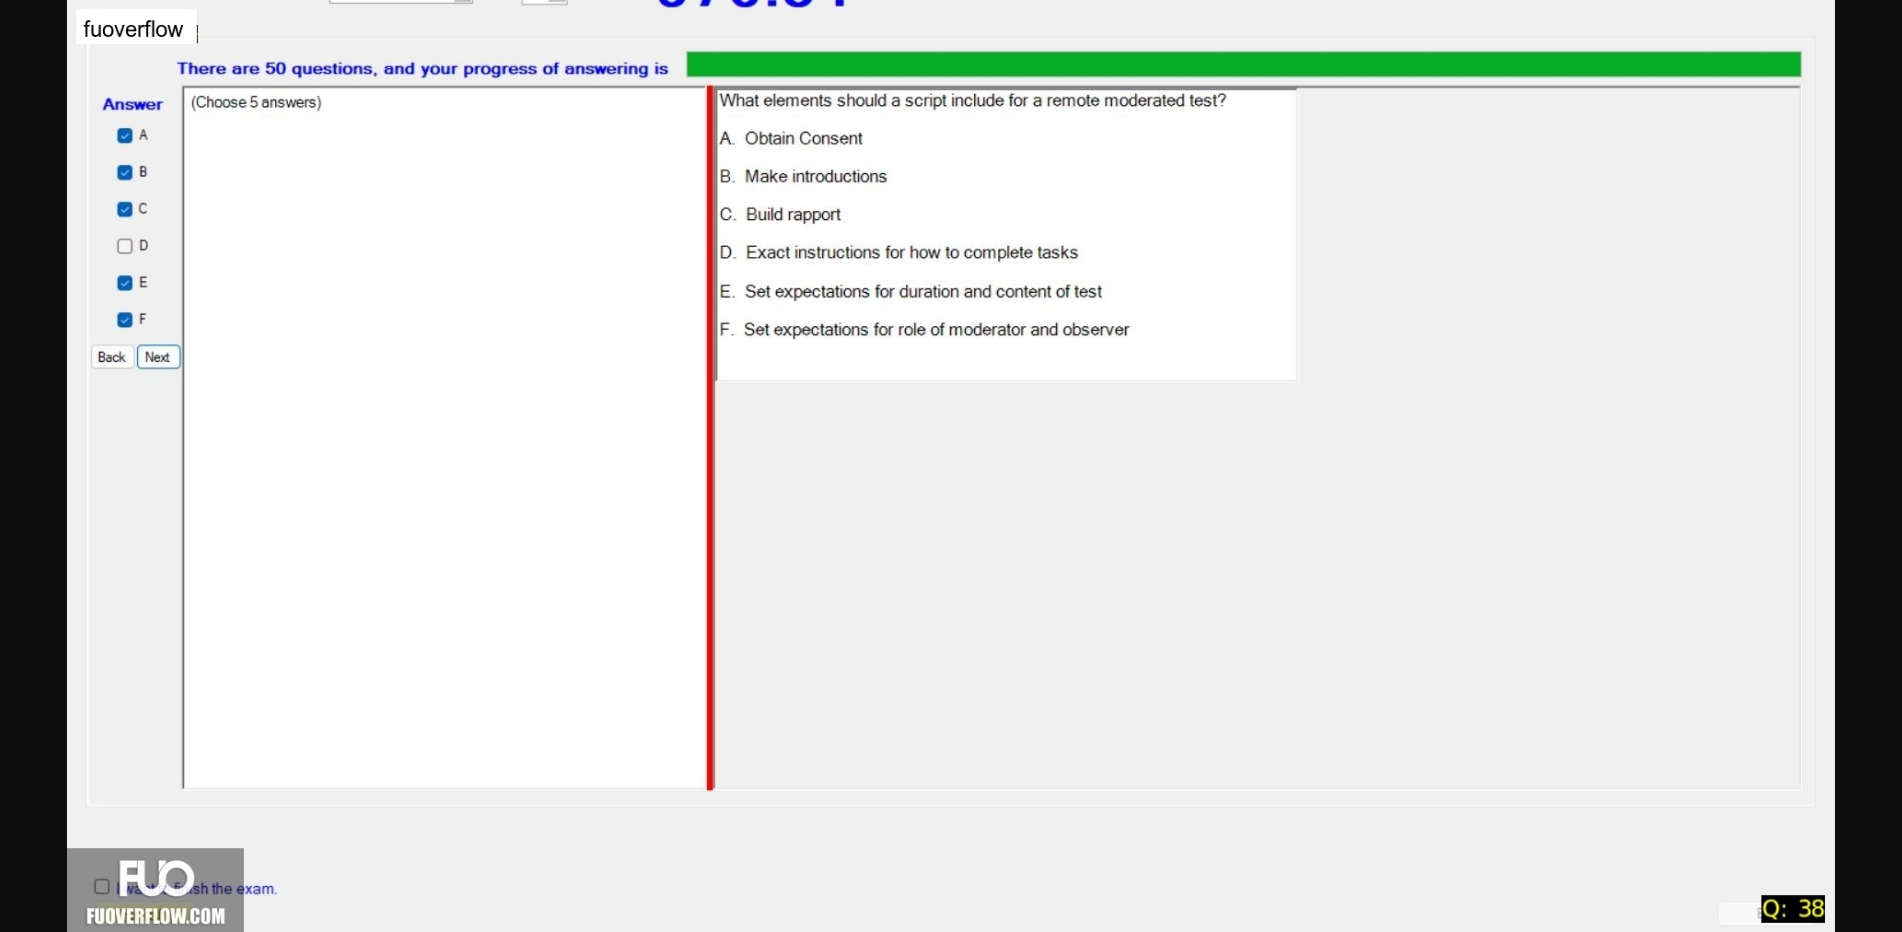 fuoverflow
There are 50 questions, and your progress of answering is
Answer
(Choose 5 answers)
A
B
C
D
E
F
Back Next
What elements should a script include for a remote moderated test?
A. Obtain Consent
B. Make introductions
C. Build rapport
D. Exact instructions for how to complete tasks
E. Set expectations for duration and content of test
F. Set expectations for role of moderator and observer
FUO
I want finish the exam.
FUOVERFLOW.COM
Q: 38